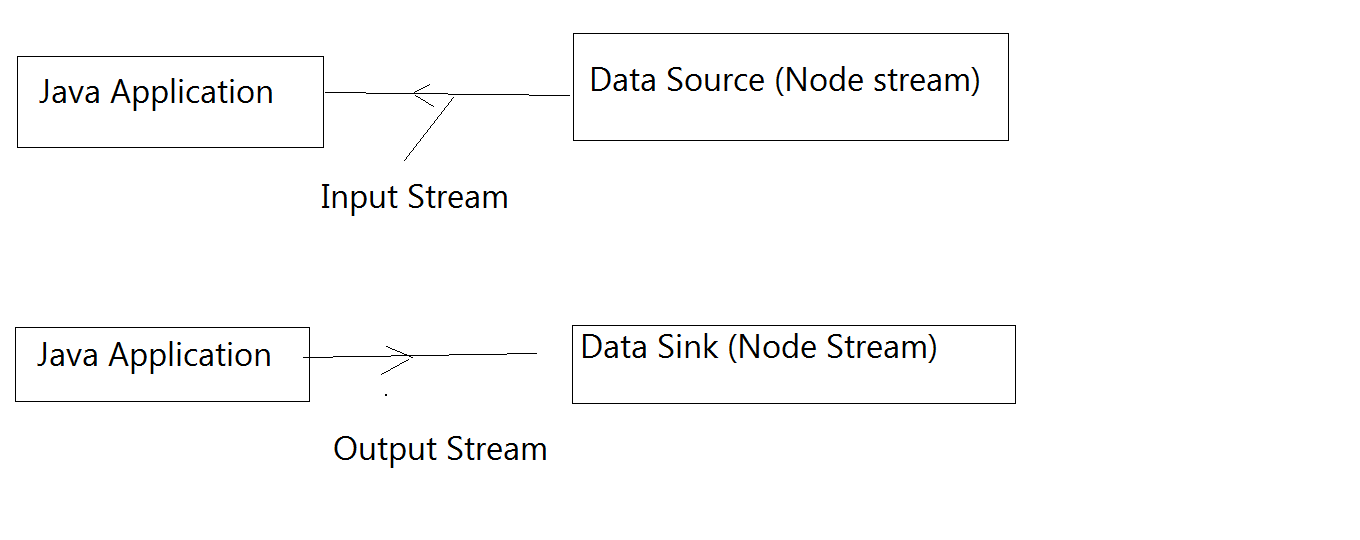 Java Application
Data Source (Node stream)
Input Stream
Java Application
Data Sink (Node Stream)
Output Stream